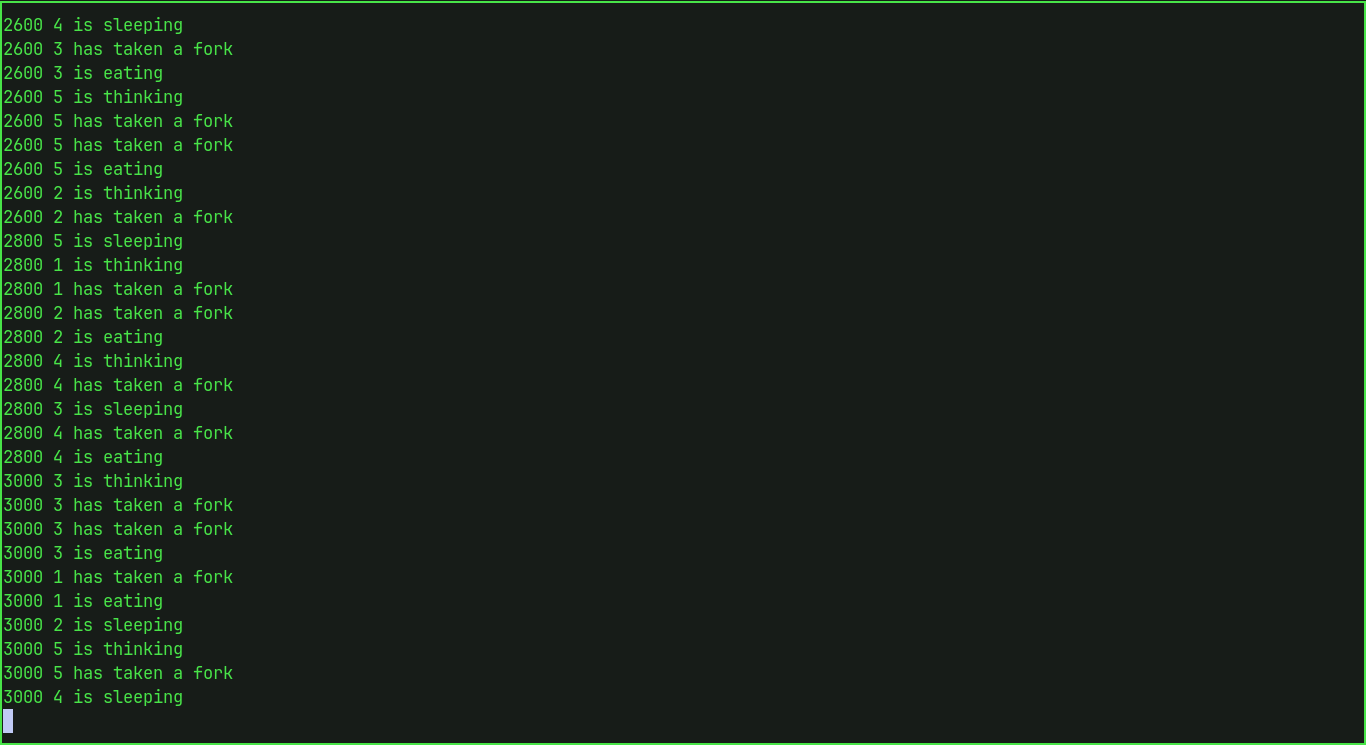 2600 4 is sleeping
2600 3 has taken a fork
2600 3 is eating
2600 5 is thinking
2600 5 has taken a fork
2600 5 has taken a fork
2600 5 is eating
2600 2 is thinking
2600 2 has taken a fork
2800 5 is sleeping
2800 1 is thinking
2800 1 has taken a fork
2800 2 has taken a fork
2800 2 is eating
2800 4 is thinking
2800 4 has taken a fork
2800 3 is sleeping
2800 4 has taken a fork
2800 4 is eating
3000 3 is thinking
3000 3 has taken a fork
3000 3 has taken a fork
3000 3 is eating
3000 1 has taken a fork
3000 1 is eating
3000 2 is sleeping
3000 5 is thinking
3000 5 has taken a fork
3000 4 is sleeping